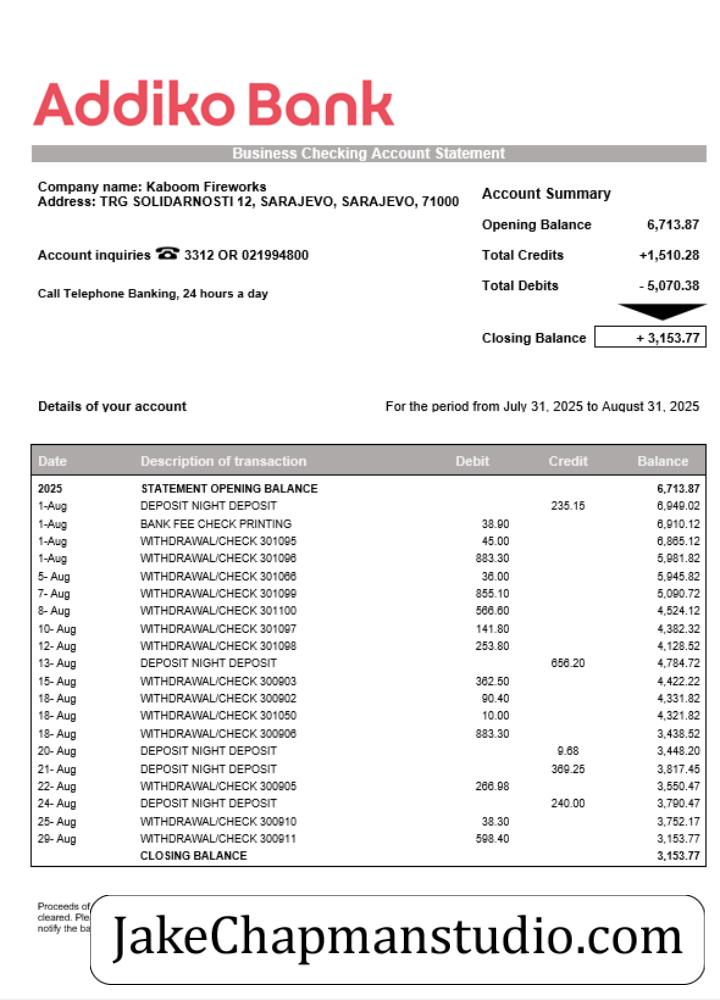 Addiko Bank
Business Checking Account Statement
Company name: Kaboom Fireworks
Address: TRG SOLIDARNOSTI 12, SARAJEVO, SARAJEVO, 71000
Account inquiries ☎ 3312 OR 021994800
Call Telephone Banking, 24 hours a day
Account Summary
Opening Balance 6,713.87
Total Credits +1,510.28
Total Debits - 5,070.38
Closing Balance + 3,153.77
Details of your account For the period from July 31, 2025 to August 31, 2025
Date Description of transaction Debit Credit Balance
2025 STATEMENT OPENING BALANCE 6,713.87
1-Aug DEPOSIT NIGHT DEPOSIT 235.15 6,949.02
1-Aug BANK FEE CHECK PRINTING 38.90 6,910.12
1-Aug WITHDRAWAL/CHECK 301095 45.00 6,865.12
1-Aug WITHDRAWAL/CHECK 301096 883.30 5,981.82
5- Aug WITHDRAWAL/CHECK 301066 36.00 5,945.82
7- Aug WITHDRAWAL/CHECK 301099 855.10 5,090.72
8- Aug WITHDRAWAL/CHECK 301100 566.60 4,524.12
10- Aug WITHDRAWAL/CHECK 301097 141.80 4,382.32
12- Aug WITHDRAWAL/CHECK 301098 253.80 4,128.52
13- Aug DEPOSIT NIGHT DEPOSIT 656.20 4,784.72
15- Aug WITHDRAWAL/CHECK 300903 362.50 4,422.22
18- Aug WITHDRAWAL/CHECK 300902 90.40 4,331.82
18- Aug WITHDRAWAL/CHECK 301050 10.00 4,321.82
18- Aug WITHDRAWAL/CHECK 300906 883.30 3,438.52
20- Aug DEPOSIT NIGHT DEPOSIT 9.68 3,448.20
21- Aug DEPOSIT NIGHT DEPOSIT 369.25 3,817.45
22- Aug WITHDRAWAL/CHECK 300905 266.98 3,550.47
24- Aug DEPOSIT NIGHT DEPOSIT 240.00 3,790.47
25- Aug WITHDRAWAL/CHECK 300910 38.30 3,752.17
29- Aug WITHDRAWAL/CHECK 300911 598.40 3,153.77
CLOSING BALANCE 3,153.77
Proceeds of
cleared.
notify the
JakeChapmanstudio.com